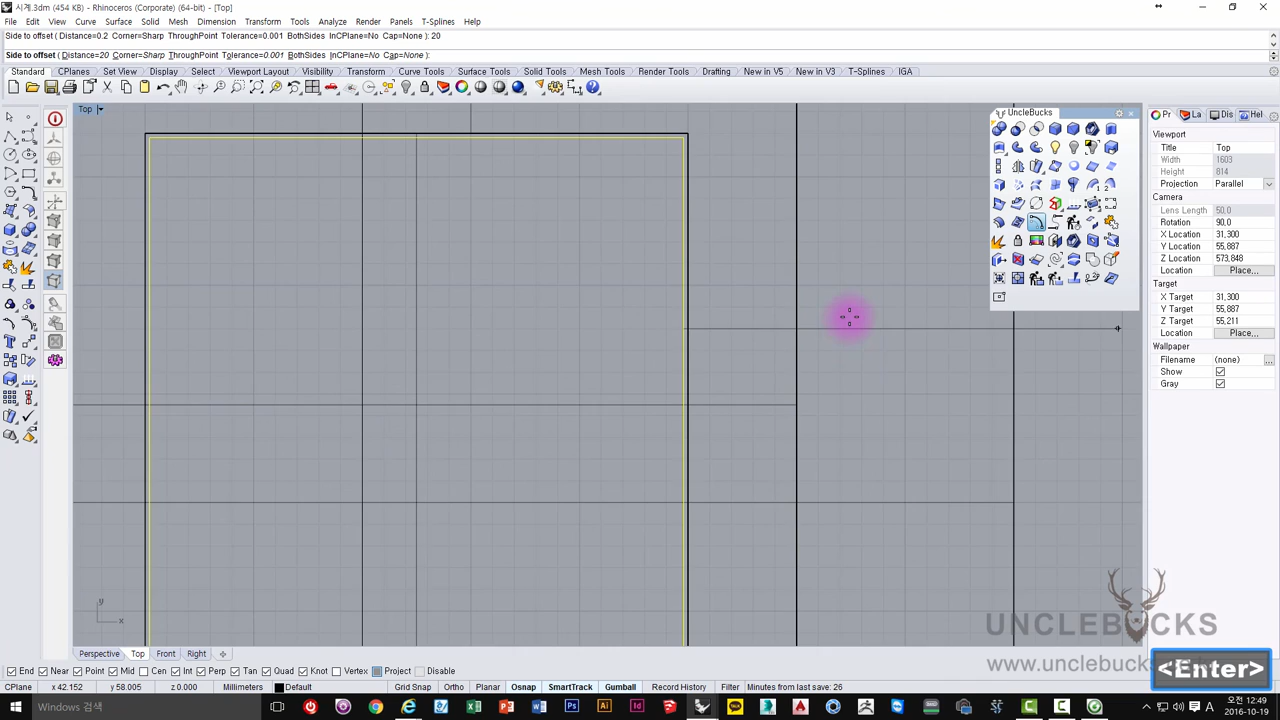 시계.3dm (454 KB) - Rhinoceros (Corporate) (64-bit) - [Top]
File Edit View Curve Surface Solid Mesh Dimension Transform Tools Analyze Render Panels T-Splines Help
Side to offset ( Distance=0.2 Corner=Sharp ThroughPoint Tolerance=0.001 BothSides InCPlane=No Cap=None ): 20
Side to offset ( Distance=20 Corner=Sharp ThroughPoint Tolerance=0.001 BothSides InCPlane=No Cap=None ):
Standard CPlanes Set View Display Select Viewport Layout Visibility Transform Curve Tools Surface Tools Solid Tools Mesh Tools Render Tools Drafting New in V5 New in V3 T-Splines IGA
Top
UncleBucks
Pr La Dis Hel
Viewport
Title Top
Width 1603
Height 814
Projection Parallel
Camera
Lens Length 50,0
Rotation 90,0
X Location 31,300
Y Location 55,887
Z Location 573,848
Location Place...
Target
X Target 31,300
Y Target 55,887
Z Target 55,211
Location Place...
Wallpaper
Filename (none) ...
Show
Gray
y
x
UNCLEBUCKS
www.unclebucks.
<Enter>
Perspective Top Front Right
End Near Point Mid Cen Int Perp Tan Quad Knot Vertex Project Disable
CPlane x 42.152 y 58.005 z 0.000 Millimeters Default Grid Snap Ortho Planar Osnap SmartTrack Gumball Record History Filter Minutes from last save: 26
Windows 검색
A
오전 12:49
2016-10-19